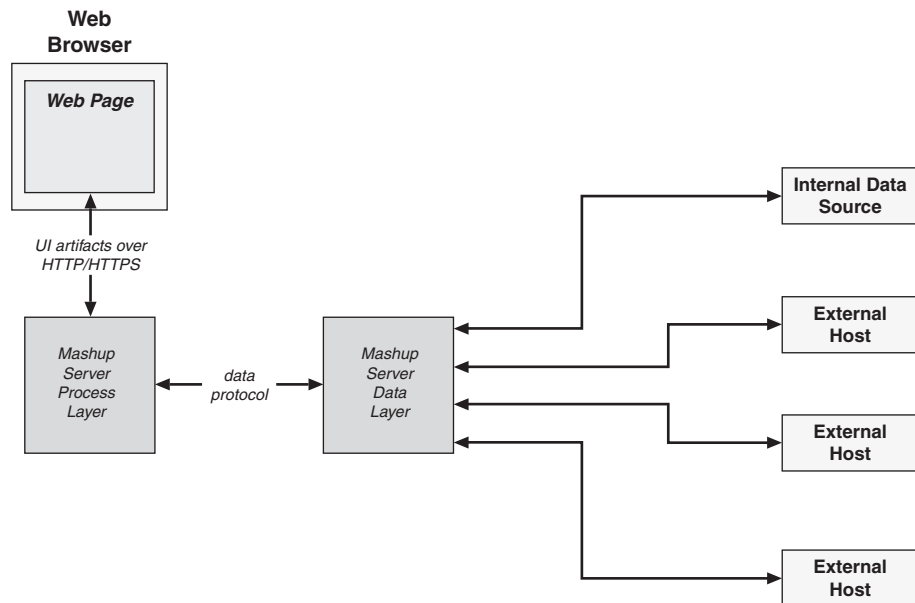 Web
Browser
Web Page
UI artifacts over
HTTP/HTTPS
Mashup
Server
Process
Layer
data
protocol
Mashup
Server
Data
Layer
Internal Data
Source
External
Host
External
Host
External
Host